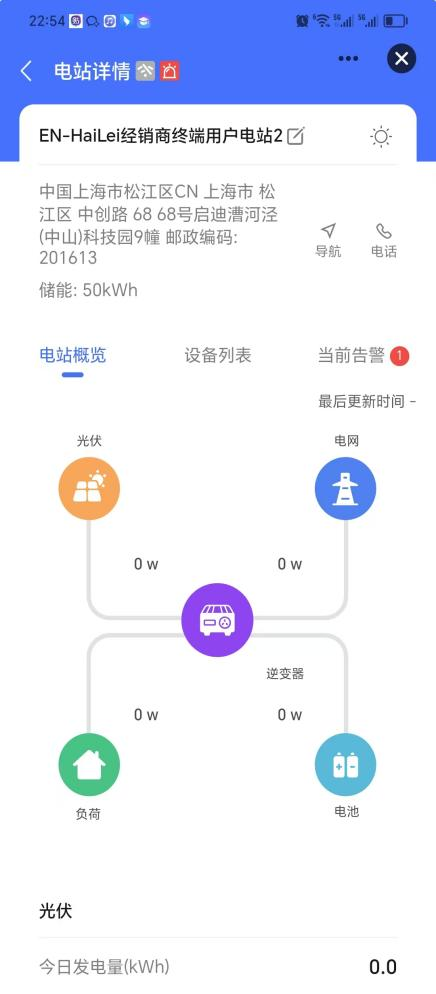 22:54
电站详情
EN-HaiLei经销商终端用户电站2
中国上海市松江区CN 上海市 松
江区 中创路 68 68号启迪漕河泾
(中山)科技园9幢 邮政编码:
201613
导航
电话
储能: 50kWh
电站概览
设备列表
当前告警 1
最后更新时间 -
光伏
电网
0 w
0 w
逆变器
0 w
0 w
负荷
电池
光伏
今日发电量(kWh)
0.0